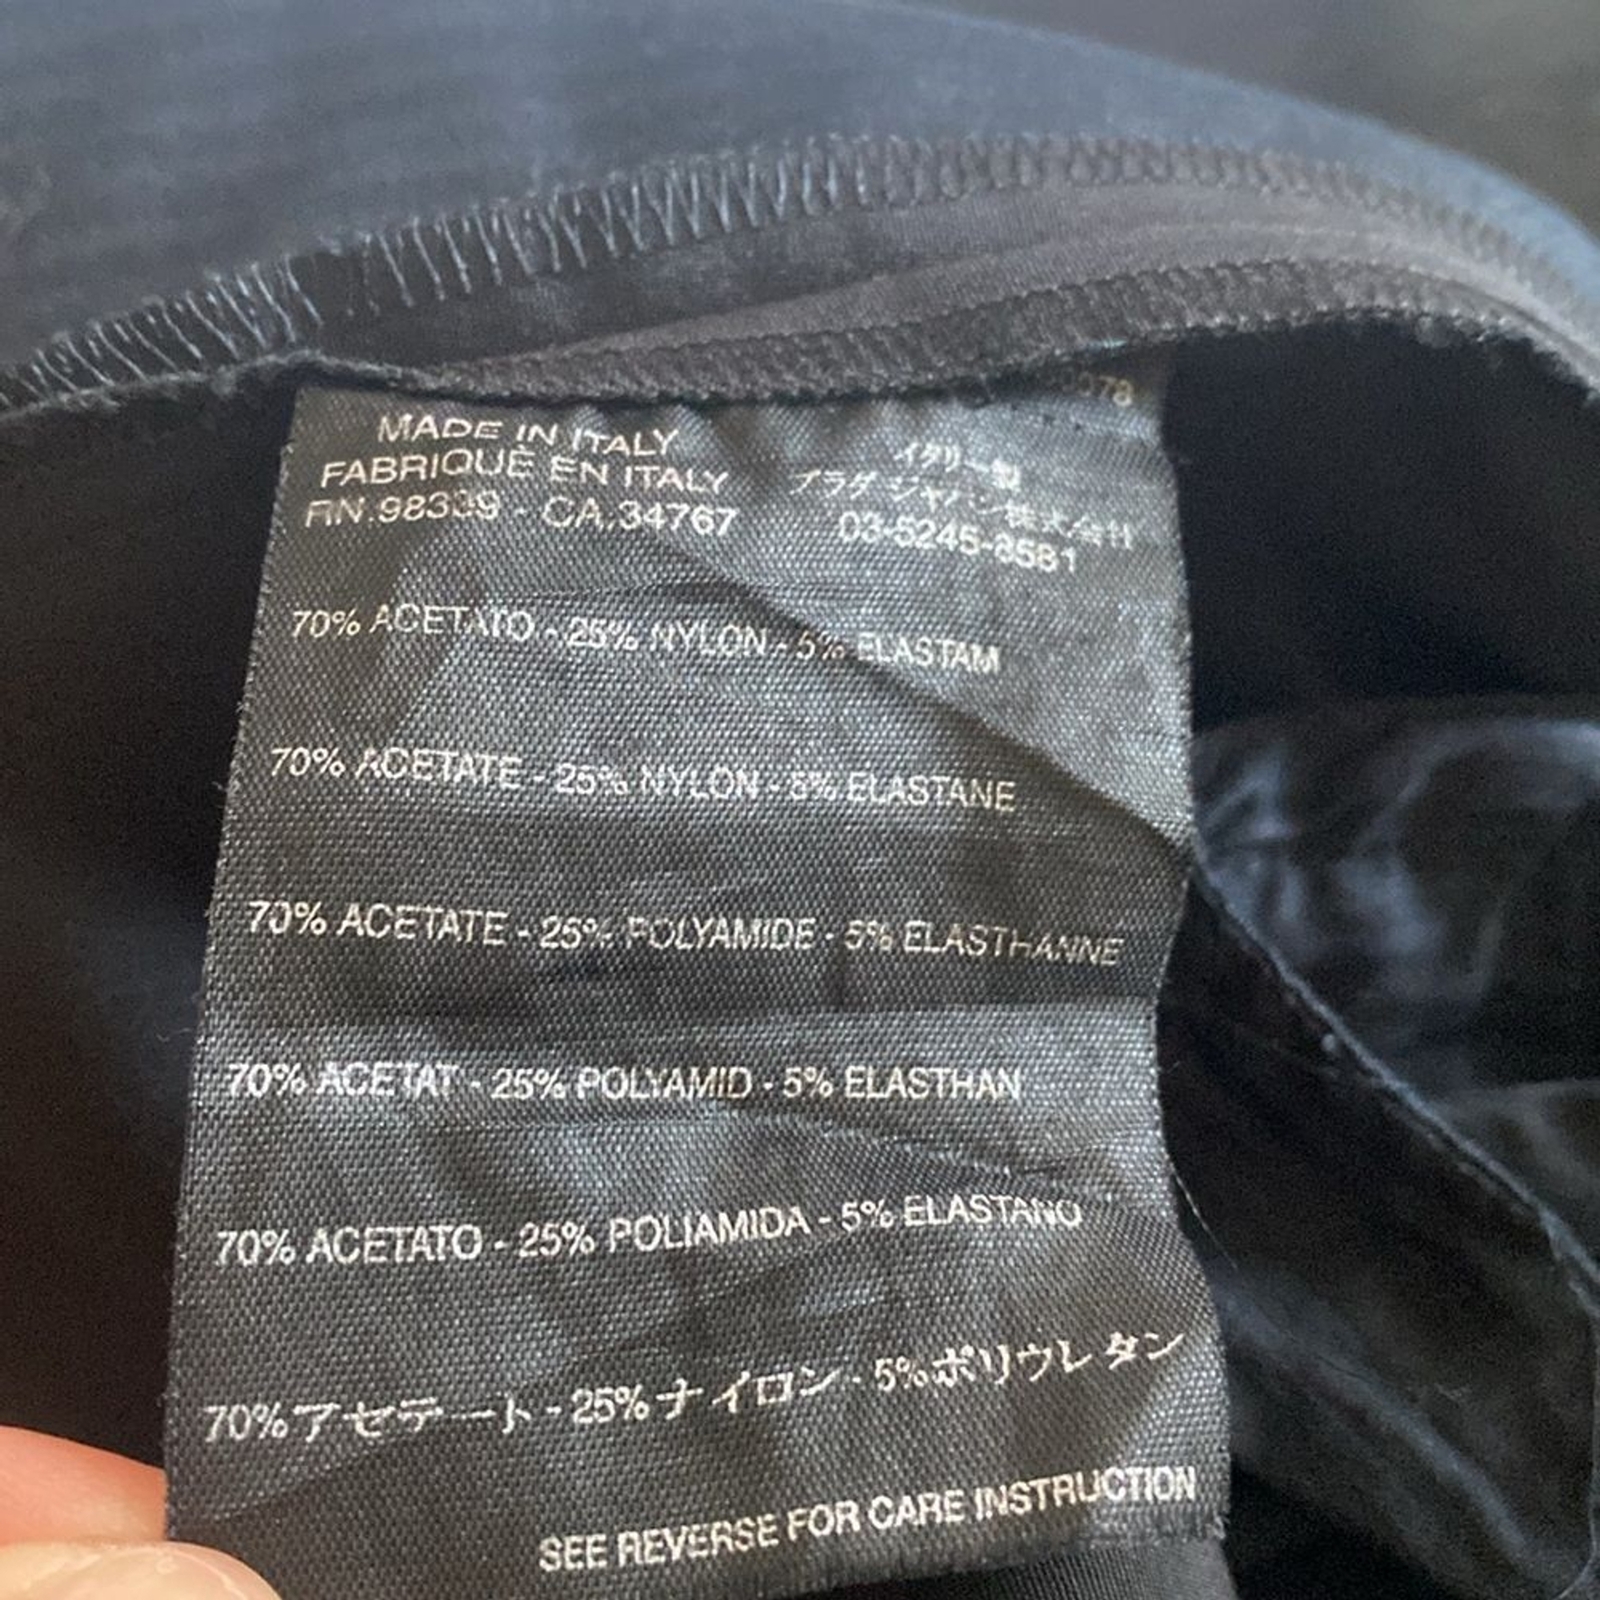 MADE IN ITALY
FABRIQUÉ EN ITALY
RN.98339 - CA.34767
イタリー製
プラダ ジャパン株式会社
03-5245-8581
70% ACETATO - 25% NYLON - 5% ELASTAM
70% ACETATE - 25% NYLON - 5% ELASTANE
70% ACETATE - 25% POLYAMIDE - 5% ELASTHANNE
70% ACETAT - 25% POLYAMID - 5% ELASTHAN
70% ACETATO - 25% POLIAMIDA - 5% ELASTANO
70%アセテート - 25%ナイロン - 5%ポリウレタン
SEE REVERSE FOR CARE INSTRUCTION